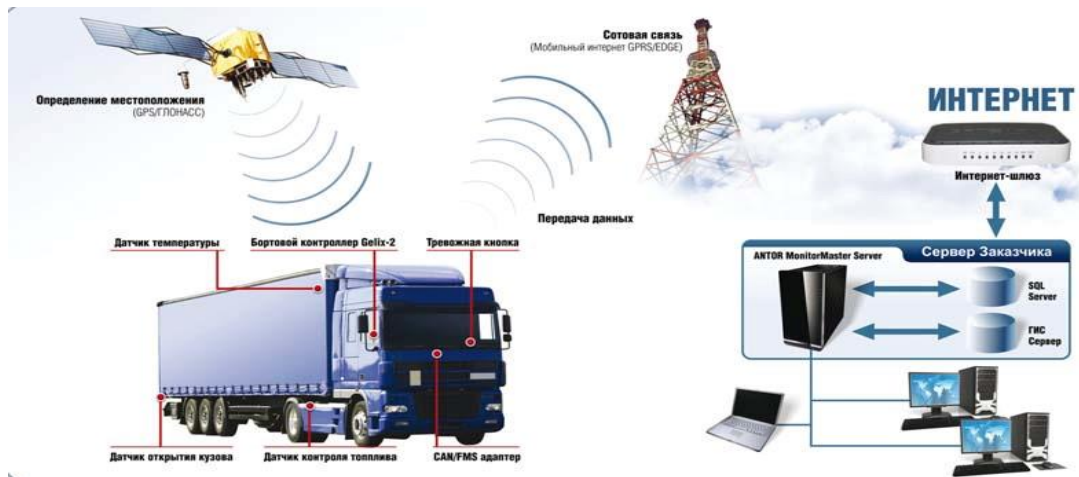 Сотовая связь
(Мобильный интернет GPRS/EDGE)
Определение местоположения
(GPS/ГЛОНАСС)
ИНТЕРНЕТ
Интернет-шлюз
Передача данных
Датчик температуры
Бортовой контроллер Gelix-2
Тревожная кнопка
ANTOR MonitorMaster Server
Сервер Заказчика
SQL
Server
ГИС
Сервер
Датчик открытия кузова
Датчик контроля топплива
CAN/FMS адаптер